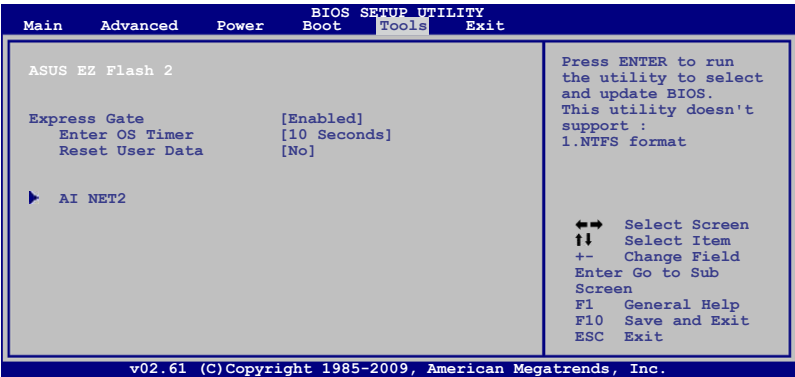 BIOS SETUP UTILITY
Main Advanced Power Boot Tools Exit
ASUS EZ Flash 2
Express Gate [Enabled]
Enter OS Timer [10 Seconds]
Reset User Data [No]
AI NET2
Press ENTER to run
the utility to select
and update BIOS.
This utility doesn't
support :
1.NTFS format
←→ Select Screen
↑↓ Select Item
+- Change Field
Enter Go to Sub
Screen
F1 General Help
F10 Save and Exit
ESC Exit
v02.61 (C)Copyright 1985-2009, American Megatrends, Inc.